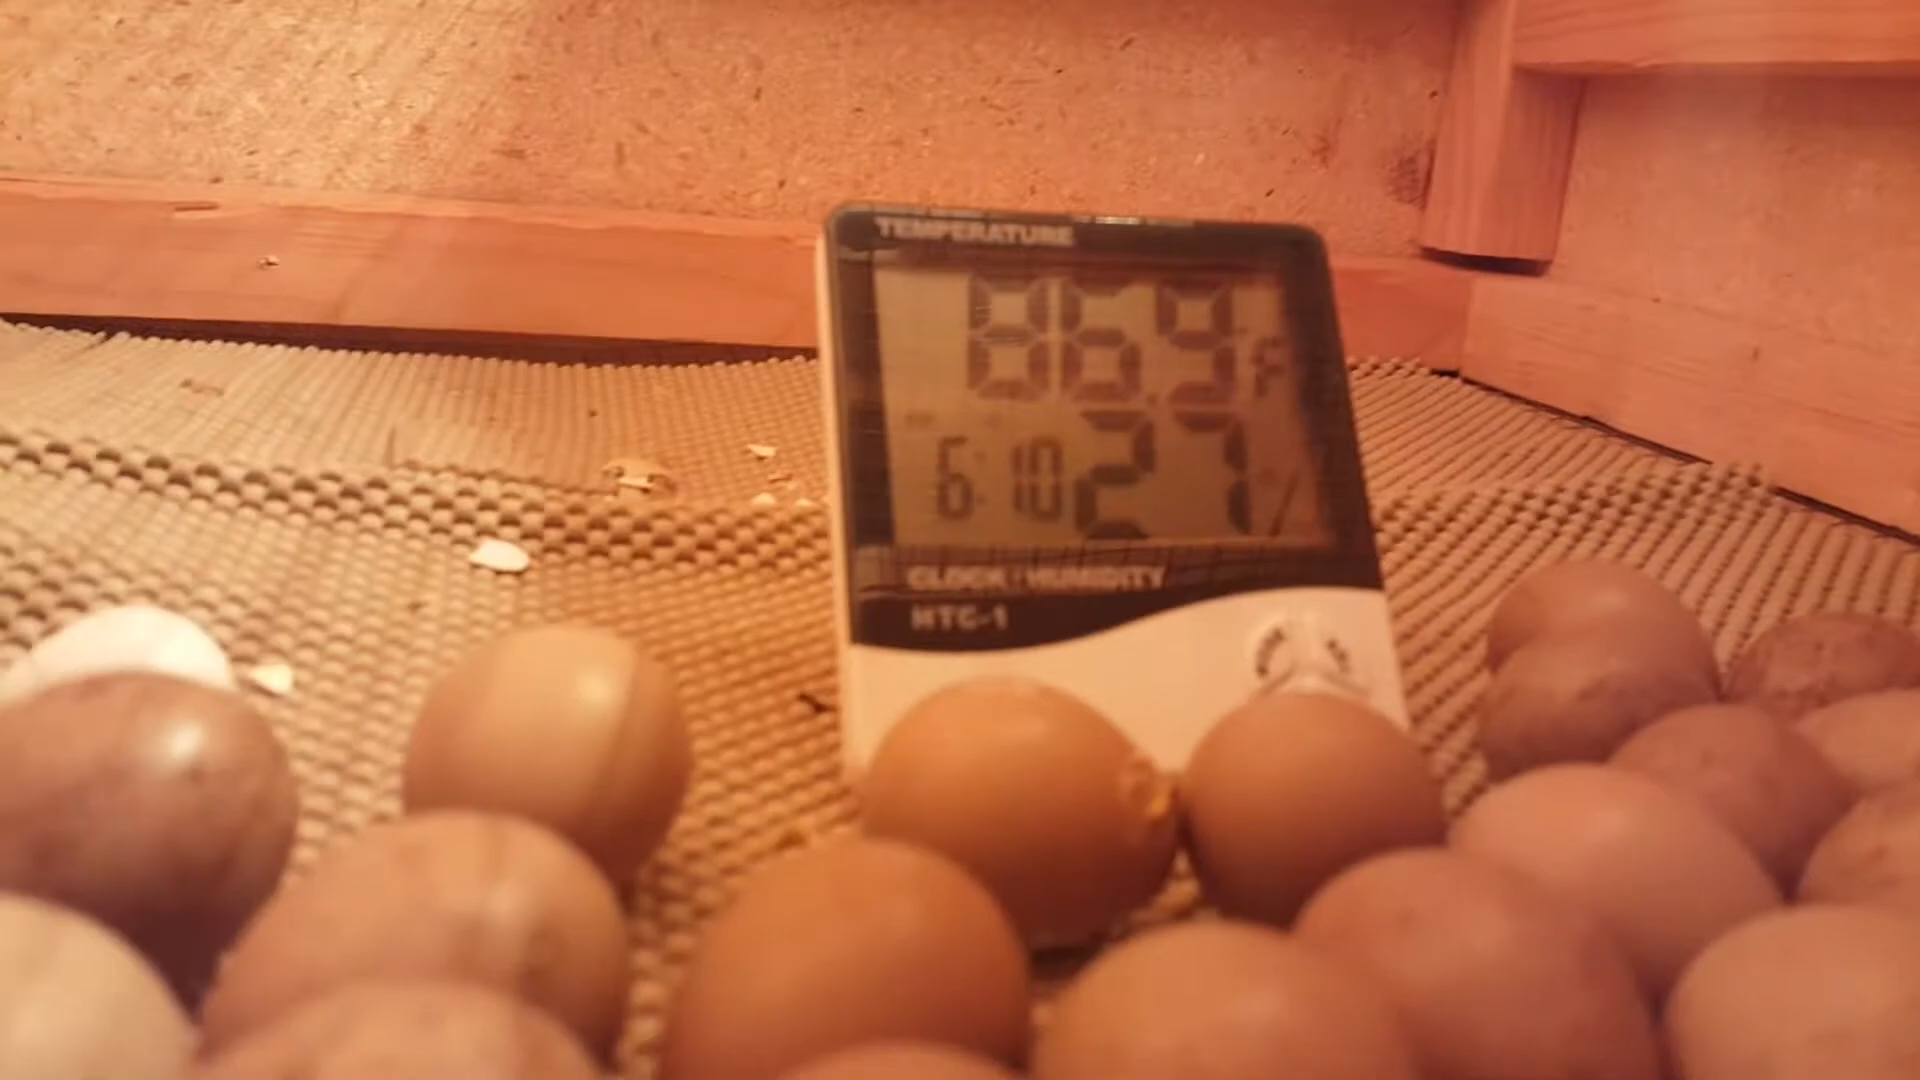 TEMPERATURE
86.9 F
6:10 27 %
CLOCK / HUMIDITY
HTC-1